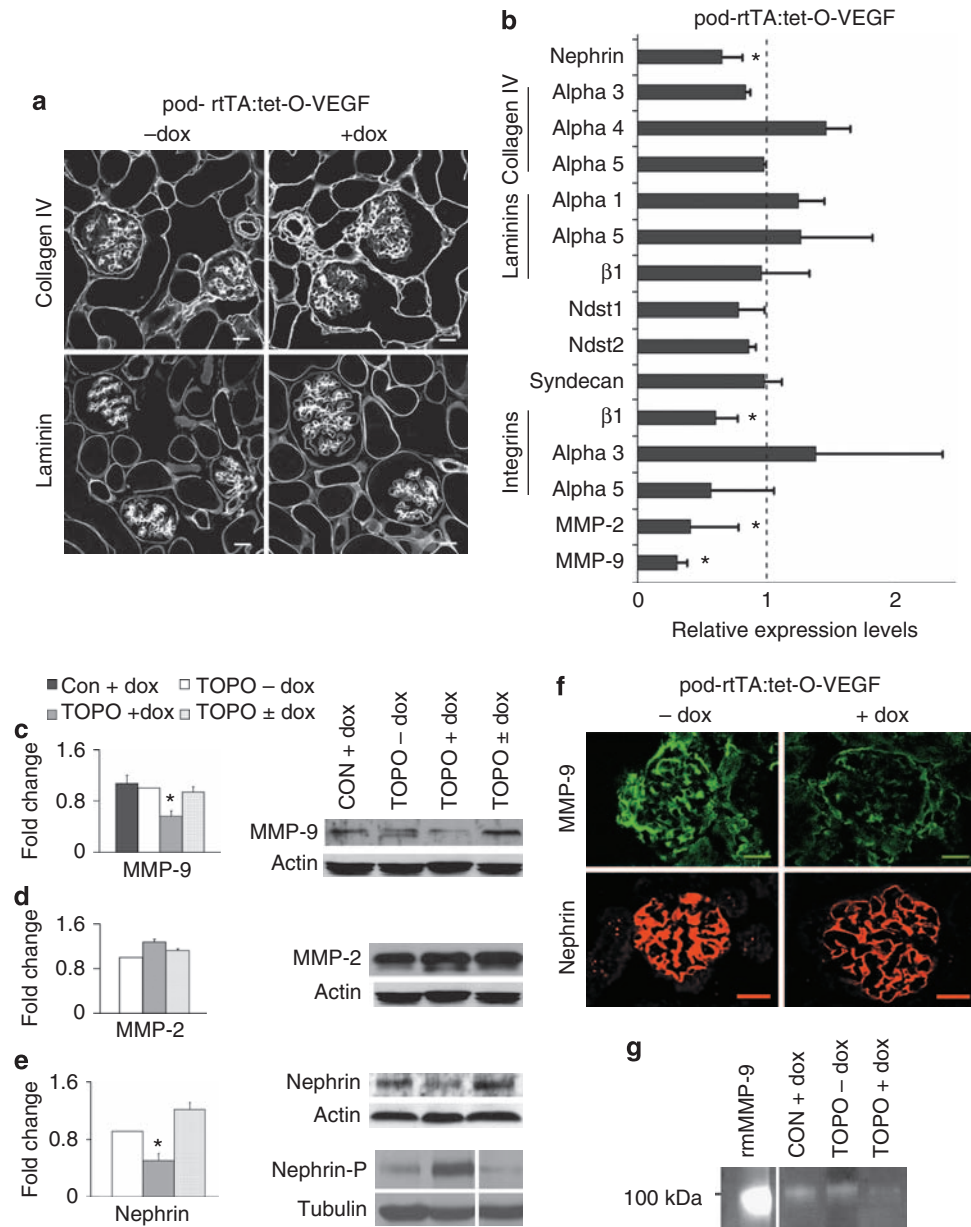 a
pod- rtTA:tet-O-VEGF
–dox +dox
Collagen IV
Laminin
b
pod-rtTA:tet-O-VEGF
Nephrin *
Collagen IV
Alpha 3
Alpha 4
Alpha 5
Laminins
Alpha 1
Alpha 5
β1
Ndst1
Ndst2
Syndecan
Integrins
β1 *
Alpha 3
Alpha 5
MMP-2 *
MMP-9 *
0 1 2
Relative expression levels
Con + dox TOPO – dox
TOPO +dox TOPO ± dox
c
Fold change
1.6
0.8
0
*
MMP-9
CON + dox
TOPO – dox
TOPO + dox
TOPO ± dox
MMP-9
Actin
d
Fold change
1.6
0.8
0
MMP-2
MMP-2
Actin
e
Fold change
1.6
0.8
0
*
Nephrin
Nephrin
Actin
Nephrin-P
Tubulin
f
pod-rtTA:tet-O-VEGF
– dox + dox
MMP-9
Nephrin
g
rmMMP-9
CON + dox
TOPO – dox
TOPO + dox
100 kDa